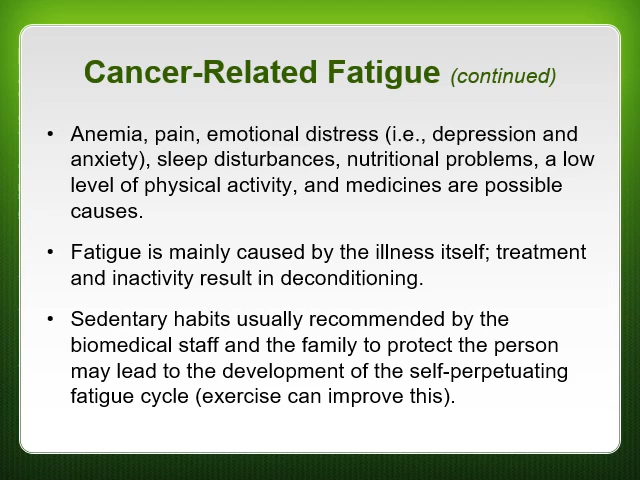 Cancer-Related Fatigue (continued)
• Anemia, pain, emotional distress (i.e., depression and
anxiety), sleep disturbances, nutritional problems, a low
level of physical activity, and medicines are possible
causes.
• Fatigue is mainly caused by the illness itself; treatment
and inactivity result in deconditioning.
• Sedentary habits usually recommended by the
biomedical staff and the family to protect the person
may lead to the development of the self-perpetuating
fatigue cycle (exercise can improve this).